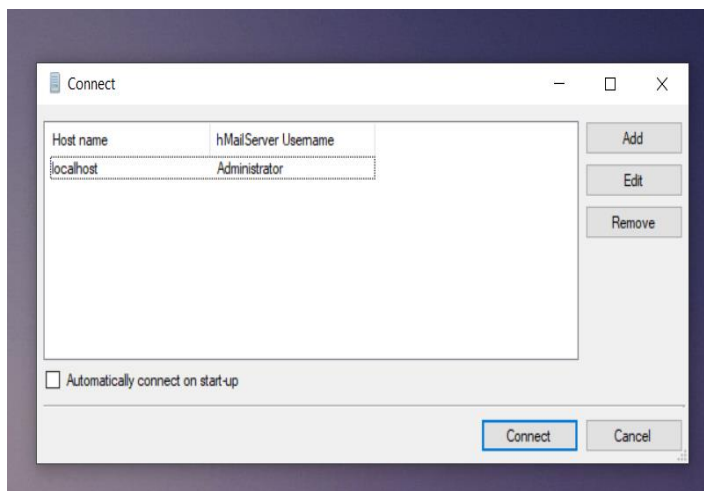 Connect
Host name hMailServer Username
localhost Administrator
Add
Edit
Remove
Automatically connect on start-up
Connect Cancel